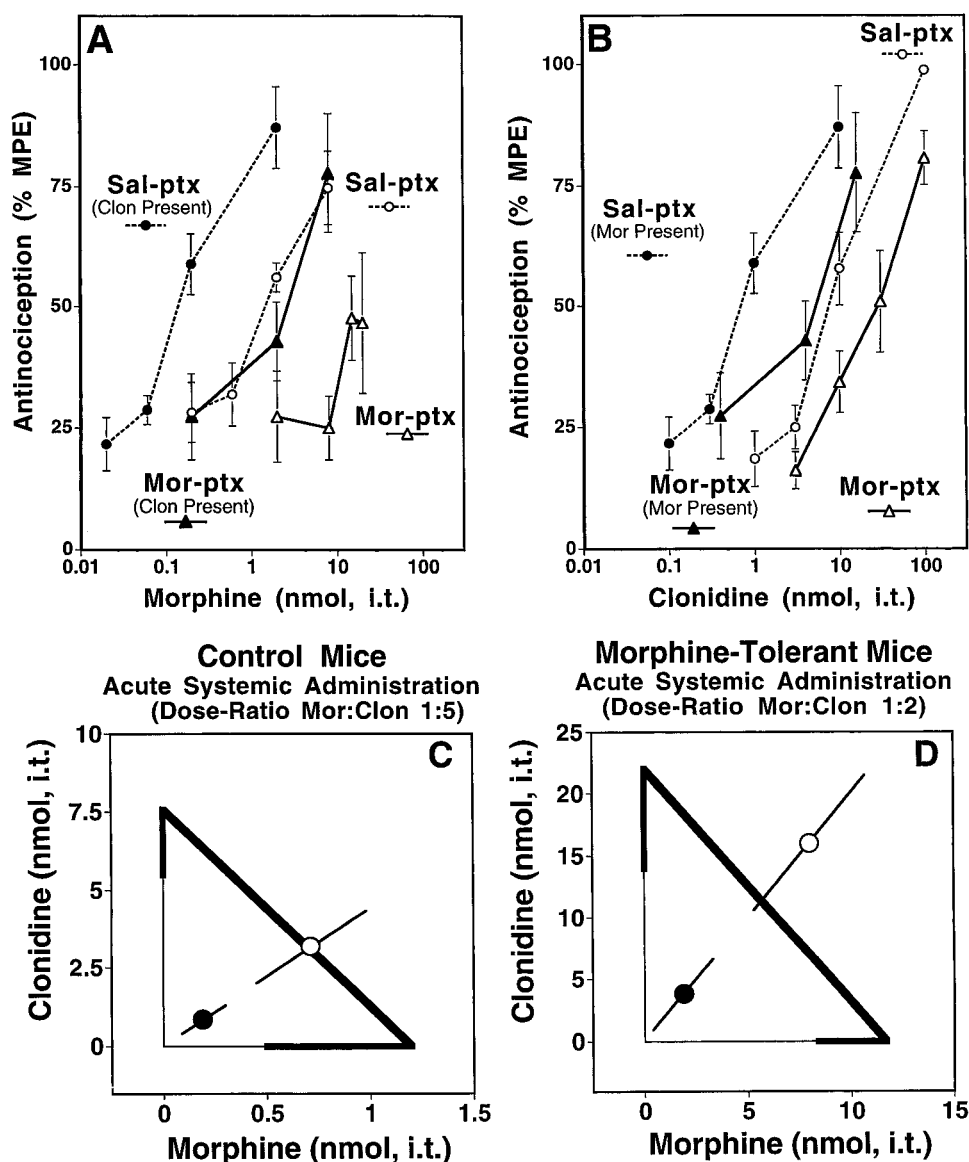 A
100
75
50
25
0
Antinociception (% MPE)
Sal-ptx
(Clon Present)
Sal-ptx
Mor-ptx
Mor-ptx
(Clon Present)
0.01
0.1
1
10
100
Morphine (nmol, i.t.)
B
100
75
50
25
0
Antinociception (% MPE)
Sal-ptx
Sal-ptx
(Mor Present)
Mor-ptx
(Mor Present)
Mor-ptx
0.01
0.1
1
10
100
Clonidine (nmol, i.t.)
Control Mice
Acute Systemic Administration
(Dose-Ratio Mor:Clon 1:5)
C
10
7.5
5
2.5
0
Clonidine (nmol, i.t.)
0
0.5
1
1.5
Morphine (nmol, i.t.)
Morphine-Tolerant Mice
Acute Systemic Administration
(Dose-Ratio Mor:Clon 1:2)
D
25
20
15
10
5
0
Clonidine (nmol, i.t.)
0
5
10
15
Morphine (nmol, i.t.)